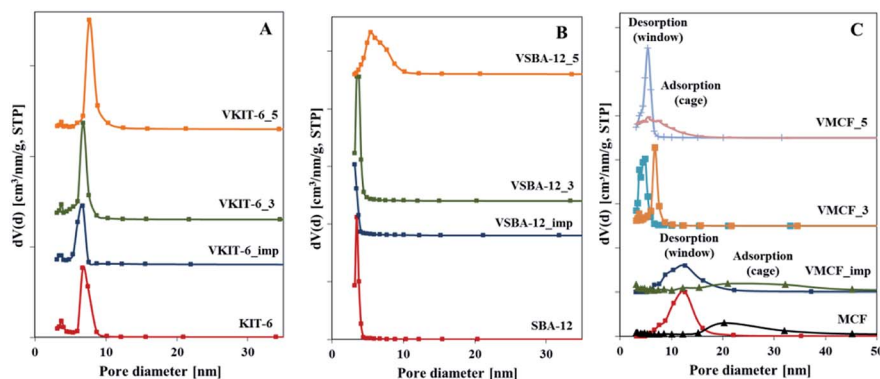 A
dV(d) [cm³/nm/g, STP)
VKIT-6_5
VKIT-6_3
VKIT-6_imp
KIT-6
0 10 20 30
Pore diameter [nm]
B
dV(d) [cm³/nm/g, STP)
VSBA-12_5
VSBA-12_3
VSBA-12_imp
SBA-12
0 10 20 30
Pore diameter [nm]
C
dV(d) [cm³/nm/g, STP)
Desorption
(window)
Adsorption
(cage)
VMCF_5
VMCF_3
Desorption
(window)
Adsorption
(cage)
VMCF_imp
MCF
0 10 20 30 40 50
Pore diameter [nm]